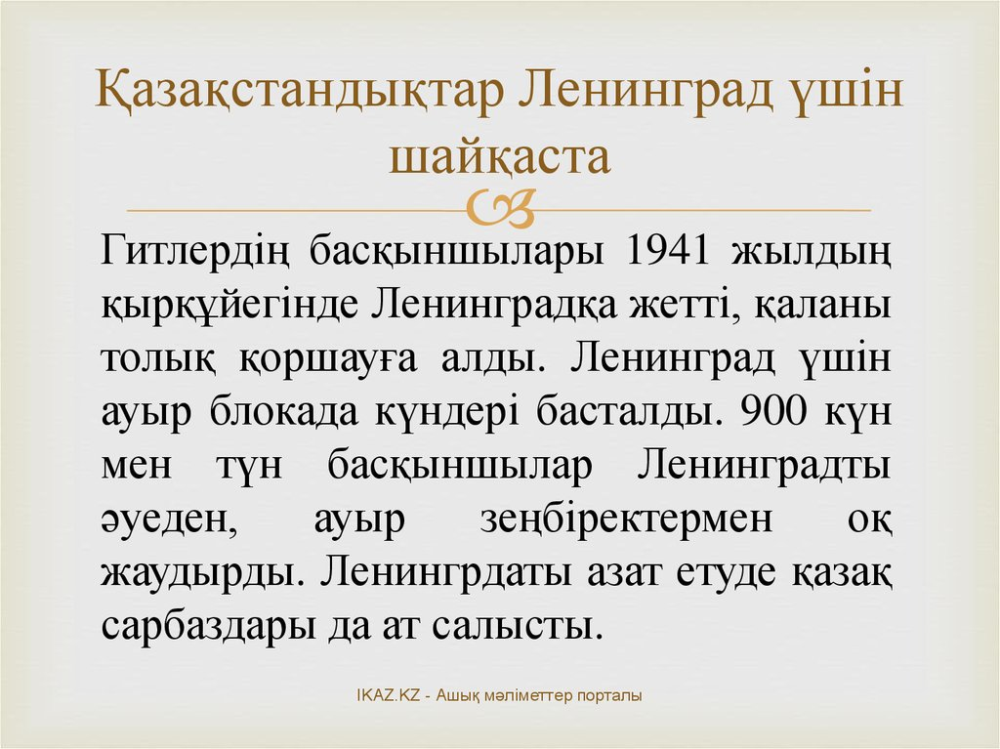 Қазақстандықтар Ленинград үшін
шайқаста
Гитлердің басқыншылары 1941 жылдың
қырқұйегінде Ленинградқа жетті, қаланы
толық қоршауға алды. Ленинград үшін
ауыр блокада күндері басталды. 900 күн
мен түн басқыншылар Ленинградты
әуеден, ауыр зеңбіректермен оқ
жаудырды. Ленингрдаты азат етуде қазақ
сарбаздары да ат салысты.
IKAZ.KZ - Ашық мәліметтер порталы